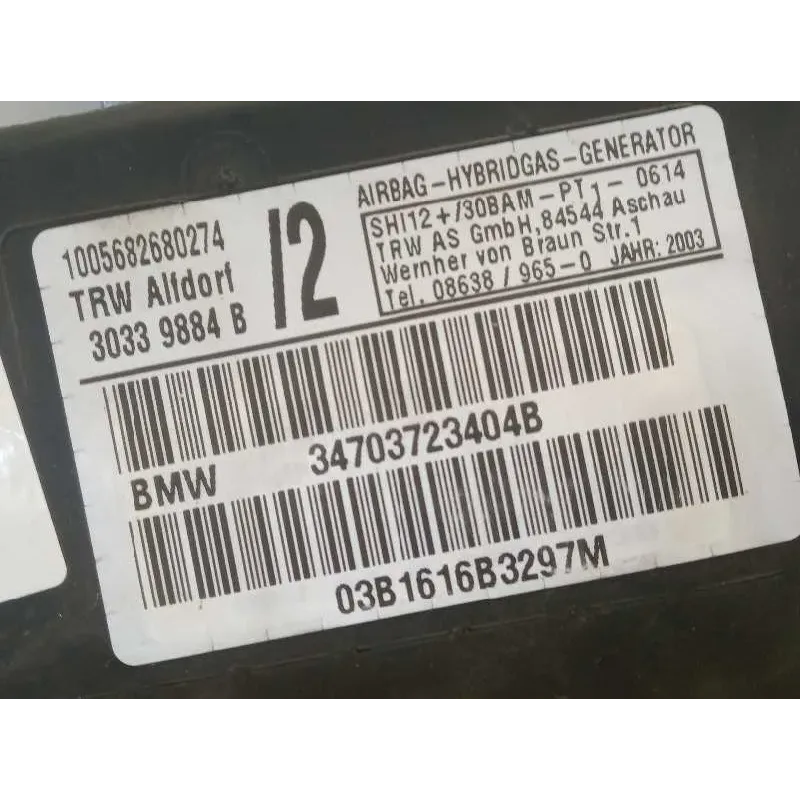 1005682680274
TRW Alfdorf
3033 9884 B
/2
AIRBAG-HYBRIDGAS-GENERATOR
SHI12+/30BAM-PT1- 0614
TRW AS GmbH,84544 Aschau
Wernher von Braun Str.1
Tel. 08638 / 965-0 JAHR: 2003
34703723404B
BMW
03B1616B3297M